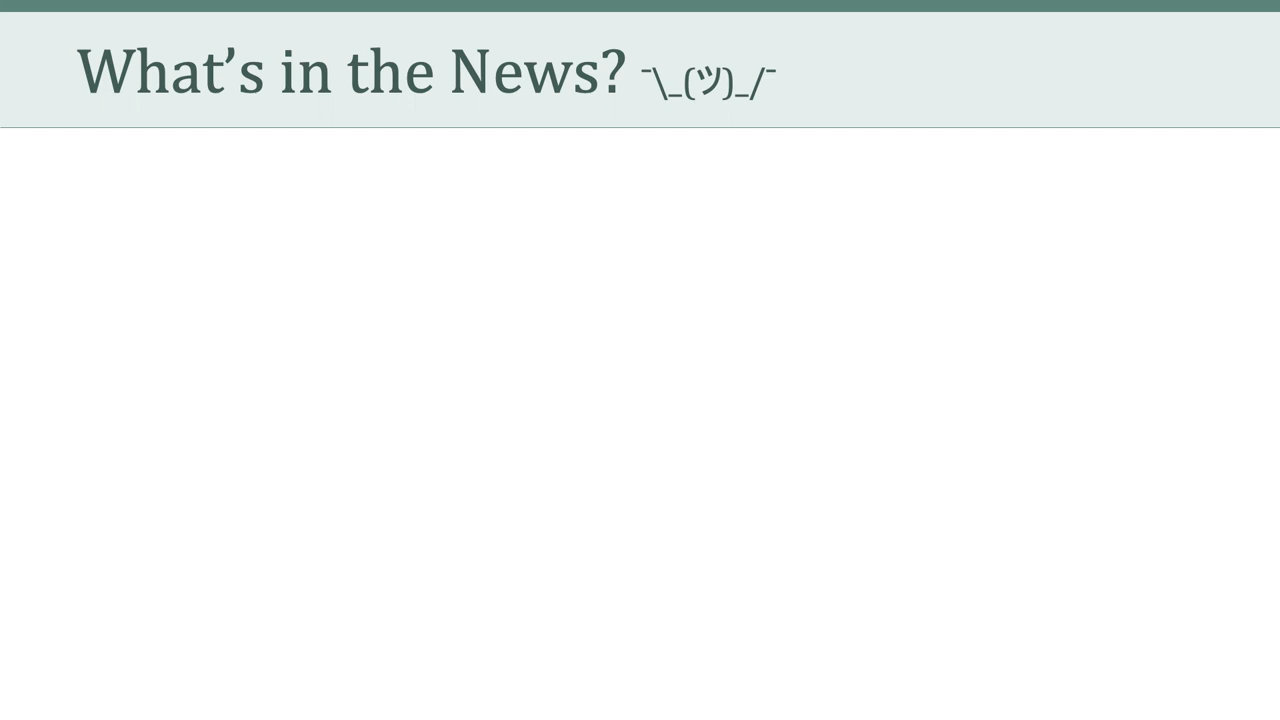 What’s in the News? ¯\_(ツ)_/¯